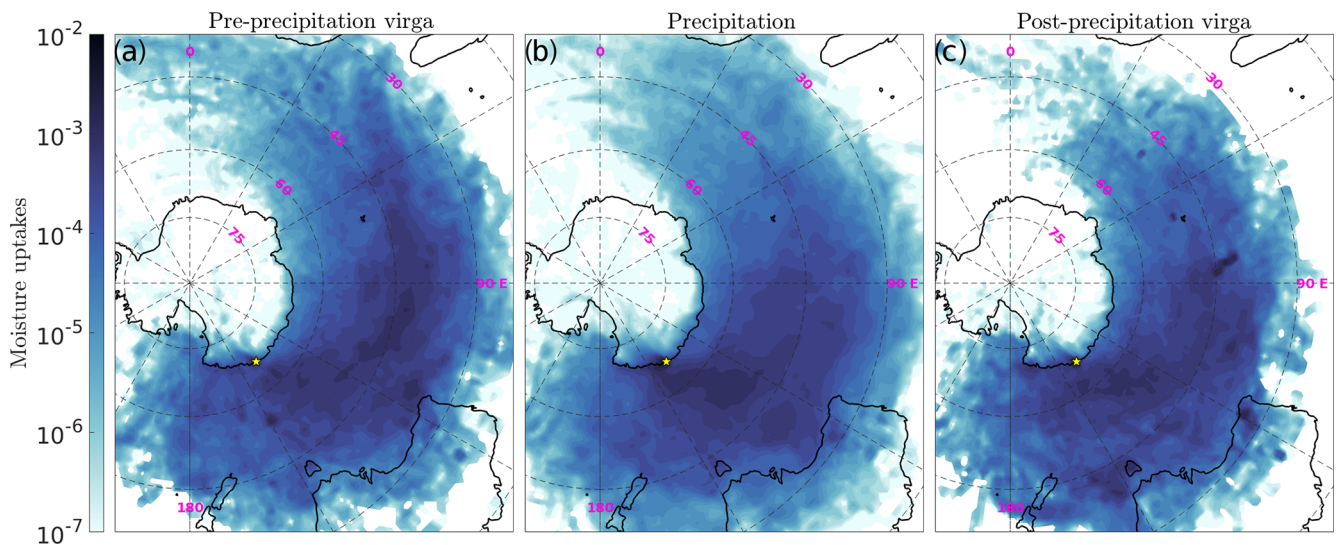 Pre-precipitation virga
Precipitation
Post-precipitation virga
(a)
(b)
(c)
Moisture uptakes
10^-2
10^-3
10^-4
10^-5
10^-6
10^-7
0
30
45
60
75
90 E
180
0
30
45
60
75
90 E
180
0
30
45
60
75
90 E
180